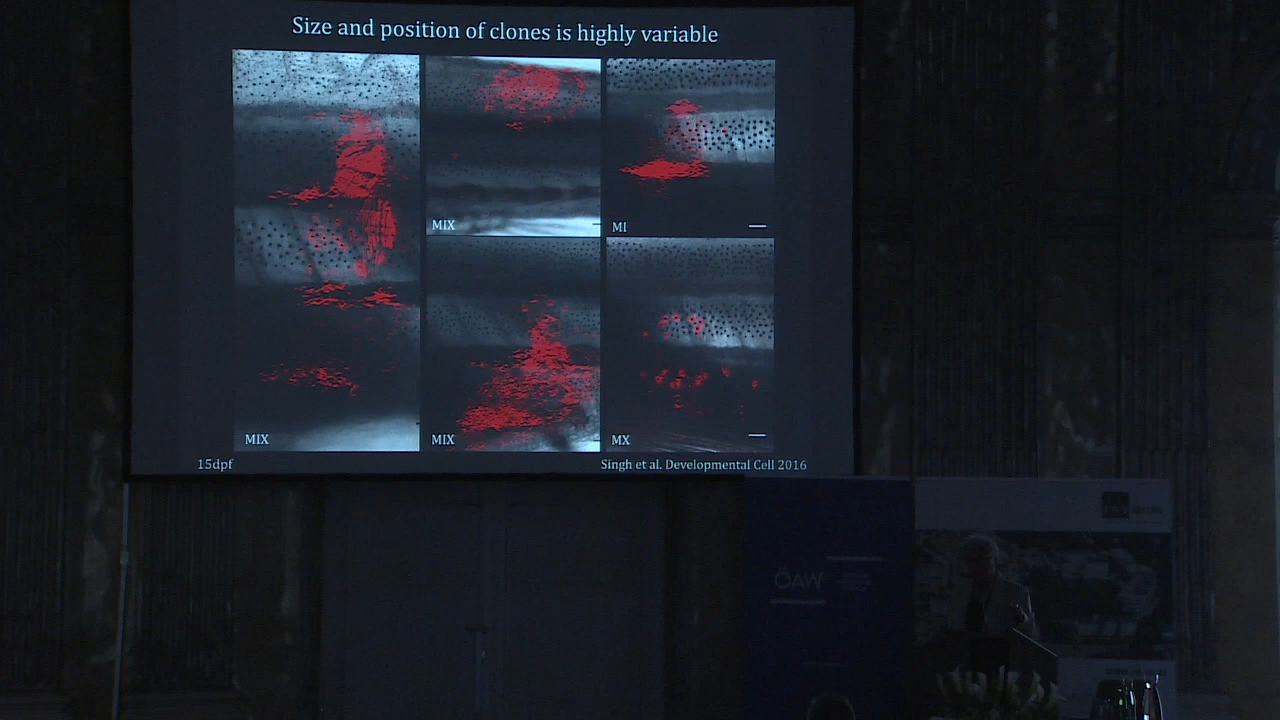 Size and position of clones is highly variable
MIX
MI
MIX
MIX
MX
15dpf
Singh et al. Developmental Cell 2016
ÖAW